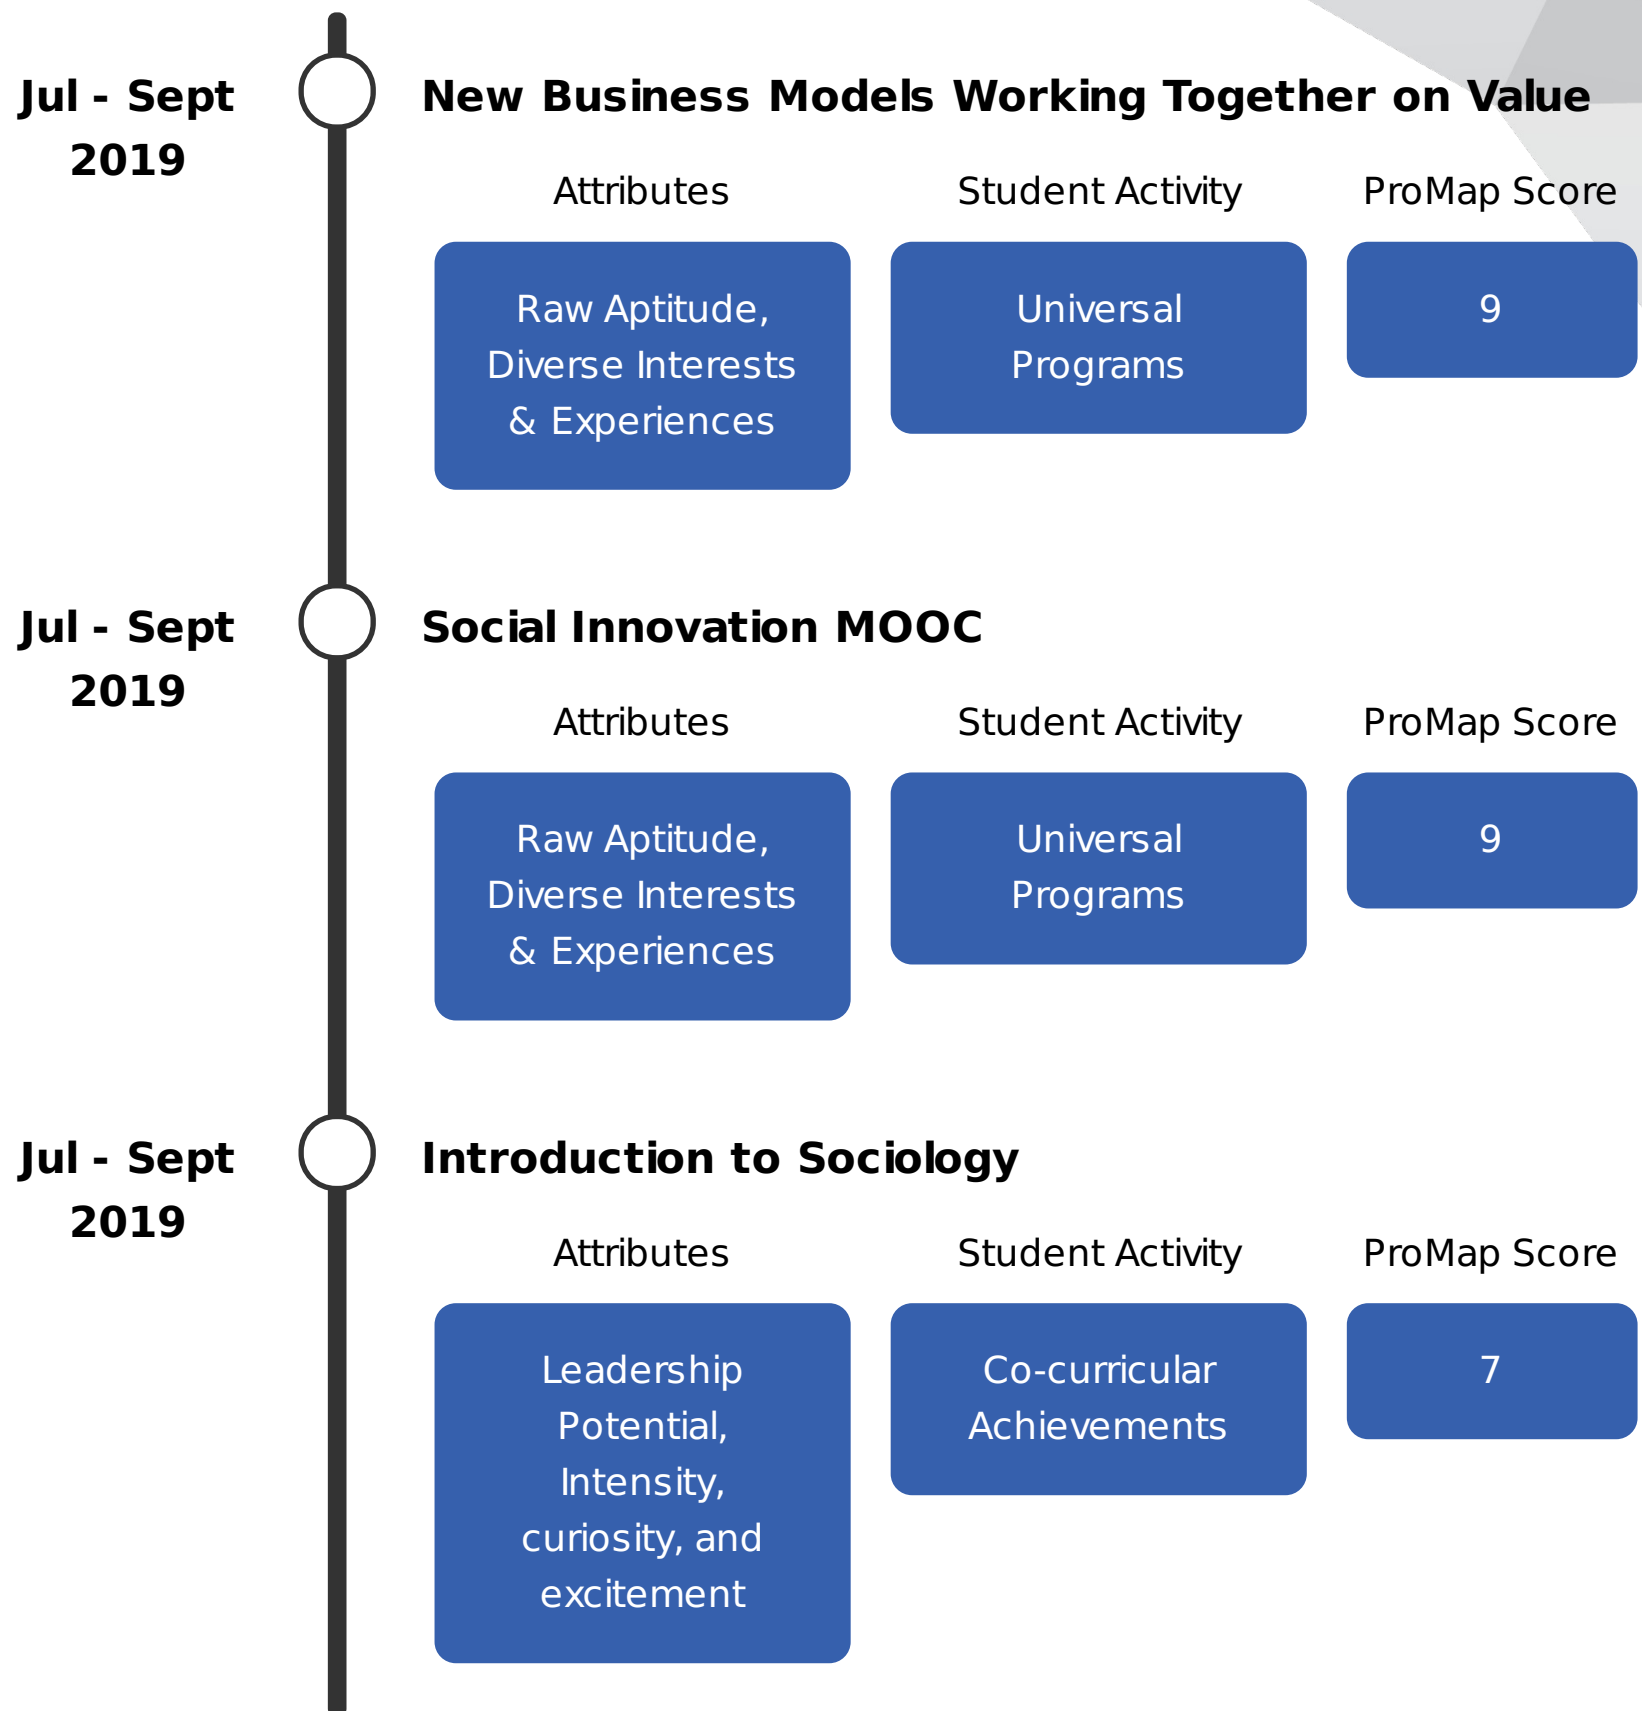 Jul - Sept
2019
New Business Models Working Together on Value
Attributes
Student Activity
ProMap Score
Raw Aptitude,
Diverse Interests
& Experiences
Universal
Programs
9
Jul - Sept
2019
Social Innovation MOOC
Attributes
Student Activity
ProMap Score
Raw Aptitude,
Diverse Interests
& Experiences
Universal
Programs
9
Jul - Sept
2019
Introduction to Sociology
Attributes
Student Activity
ProMap Score
Leadership
Potential,
Intensity,
curiosity, and
excitement
Co-curricular
Achievements
7